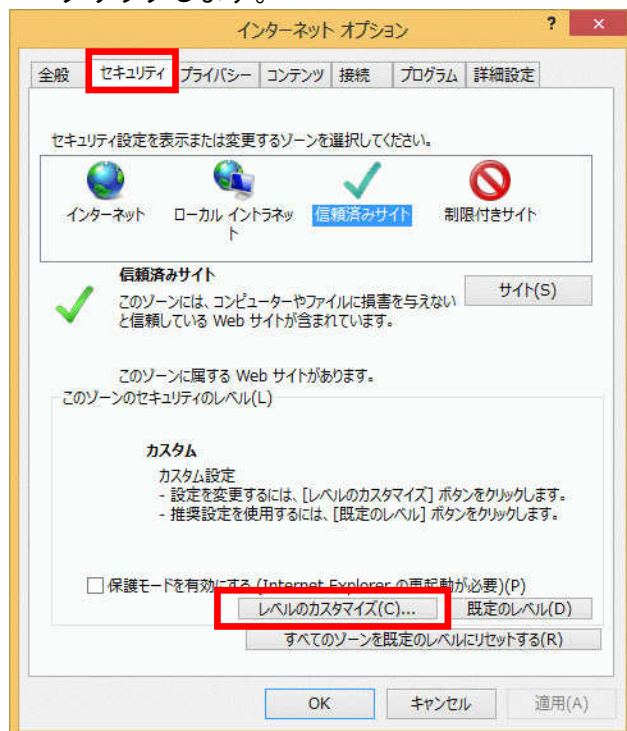 クリックします。
インターネット オプション ? ×
全般 セキュリティ プライバシー コンテンツ 接続 プログラム 詳細設定
セキュリティ設定を表示または変更するゾーンを選択してください。
インターネット ローカル イントラネッ 信頼済みサイト 制限付きサイト
ト
信頼済みサイト
サイト(S)
このゾーンには、コンピューターやファイルに損害を与えない
と信頼している Web サイトが含まれています。
このゾーンに属する Web サイトがあります。
このゾーンのセキュリティのレベル(L)
カスタム
カスタム設定
- 設定を変更するには、[レベルのカスタマイズ] ボタンをクリックします。
- 推奨設定を使用するには、[既定のレベル] ボタンをクリックします。
保護モードを有効にする (Internet Explorer の再起動が必要)(P)
レベルのカスタマイズ(C)... 既定のレベル(D)
すべてのゾーンを既定のレベルにリセットする(R)
OK キャンセル 適用(A)